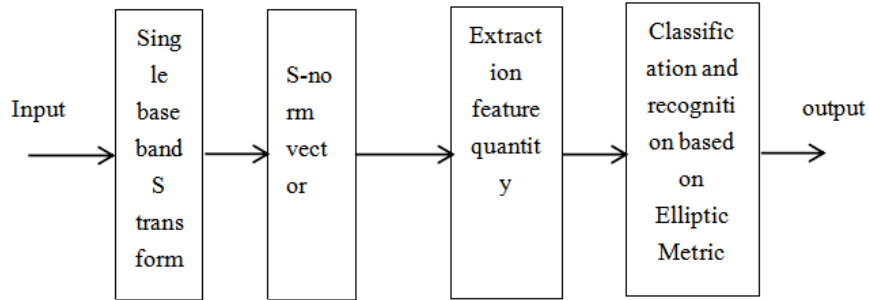 Input
Sing
le
base
band
S
trans
form
S-no
rm
vect
or
Extract
ion
feature
quantit
y
Classific
ation and
recogniti
on based
on
Elliptic
Metric
output